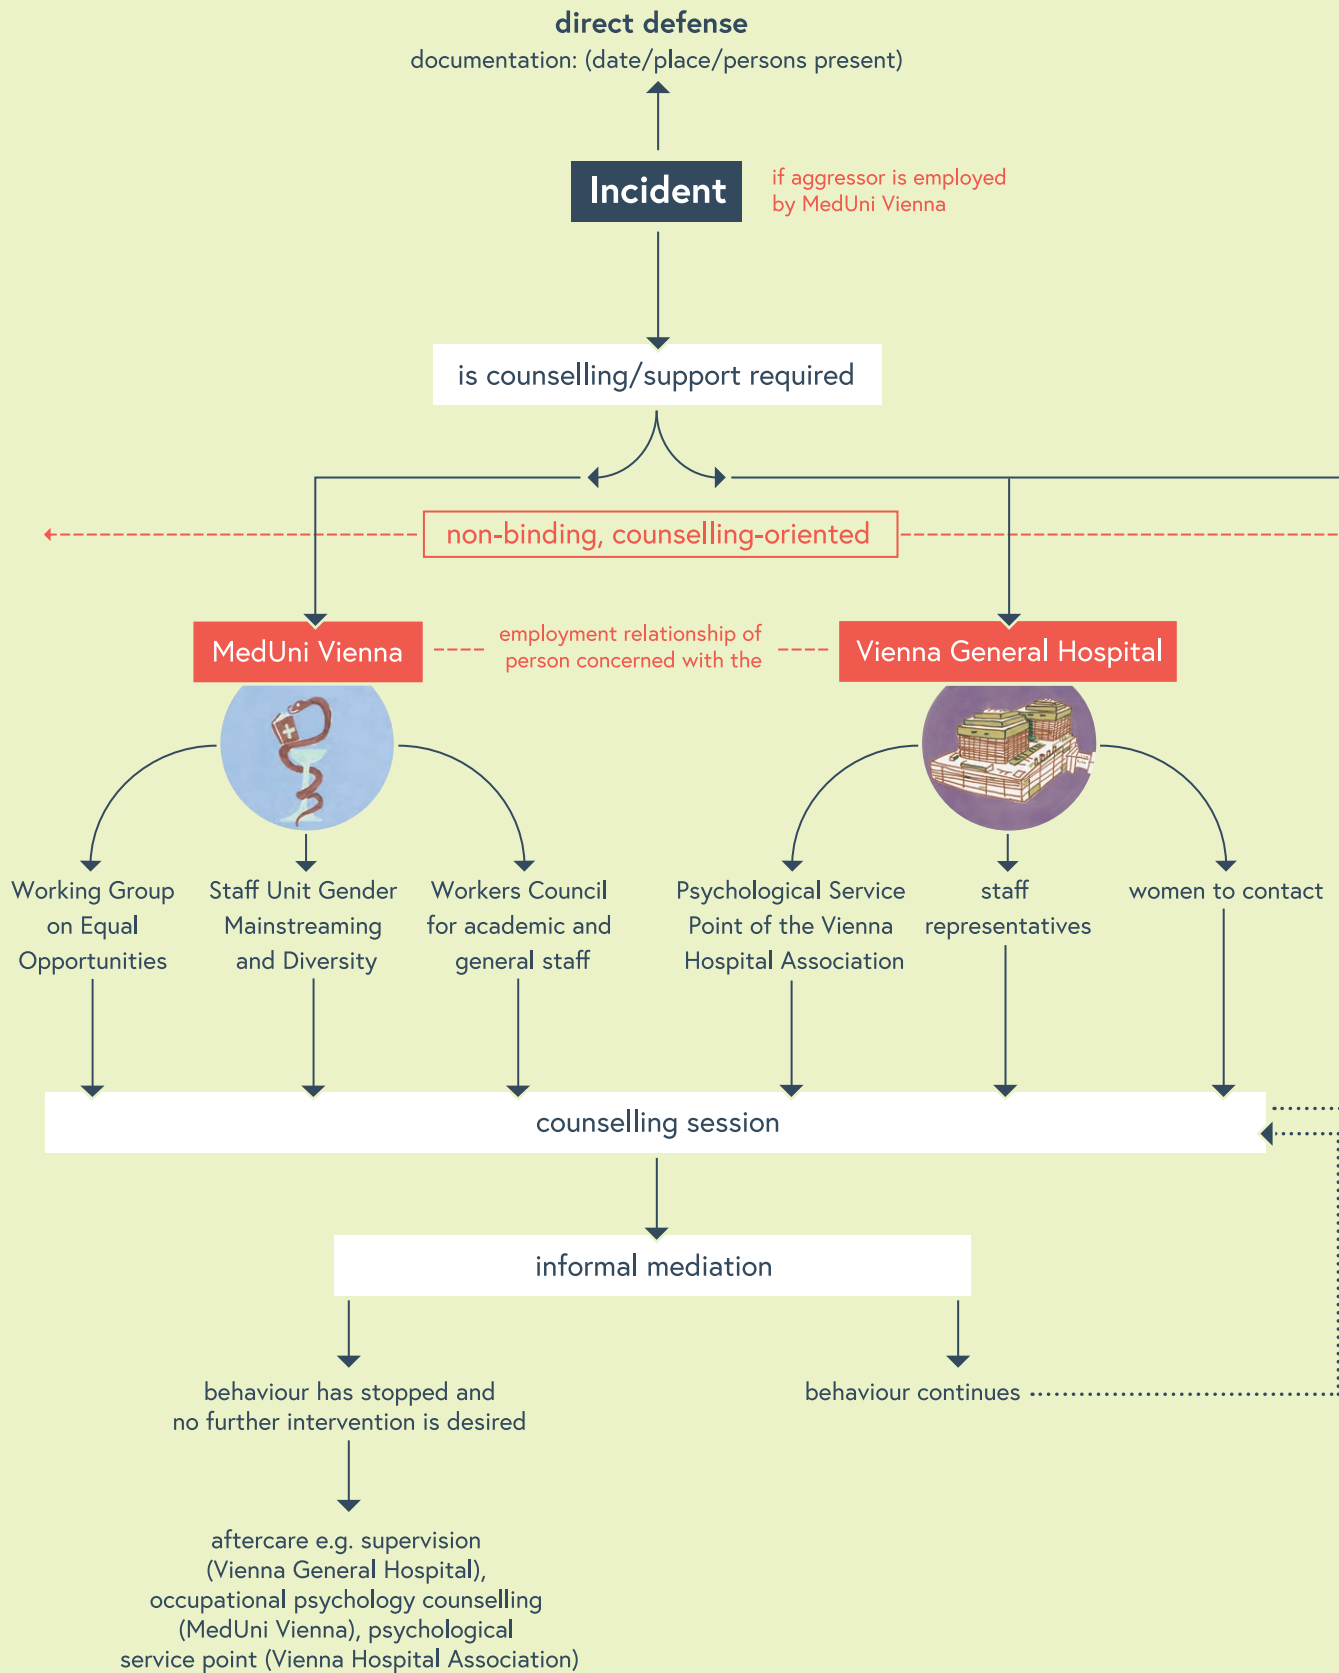 direct defense
documentation: (date/place/persons present)
Incident
if aggressor is employed
by MedUni Vienna
is counselling/support required
non-binding, counselling-oriented
MedUni Vienna
employment relationship of
person concerned with the
Vienna General Hospital
Working Group
on Equal
Opportunities
Staff Unit Gender
Mainstreaming
and Diversity
Workers Council
for academic and
general staff
Psychological Service
Point of the Vienna
Hospital Association
staff
representatives
women to contact
counselling session
informal mediation
behaviour has stopped and
no further intervention is desired
behaviour continues
aftercare e.g. supervision
(Vienna General Hospital),
occupational psychology counselling
(MedUni Vienna), psychological
service point (Vienna Hospital Association)